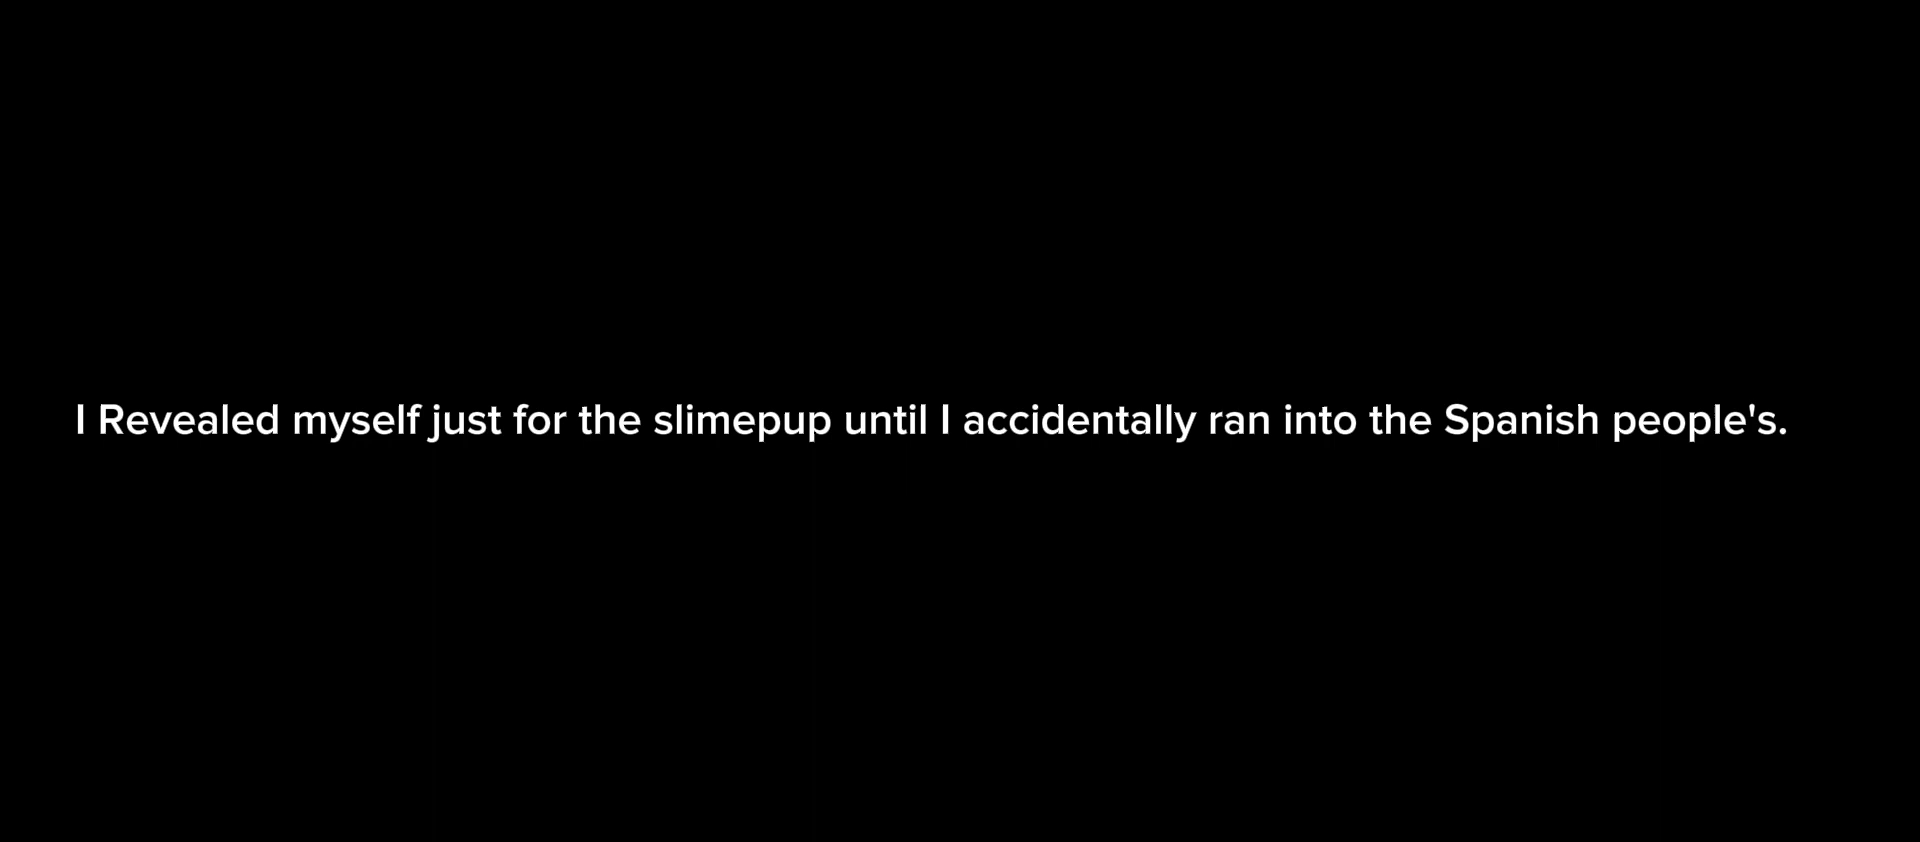 I Revealed myself just for the slimepup until I accidentally ran into the Spanish people's.